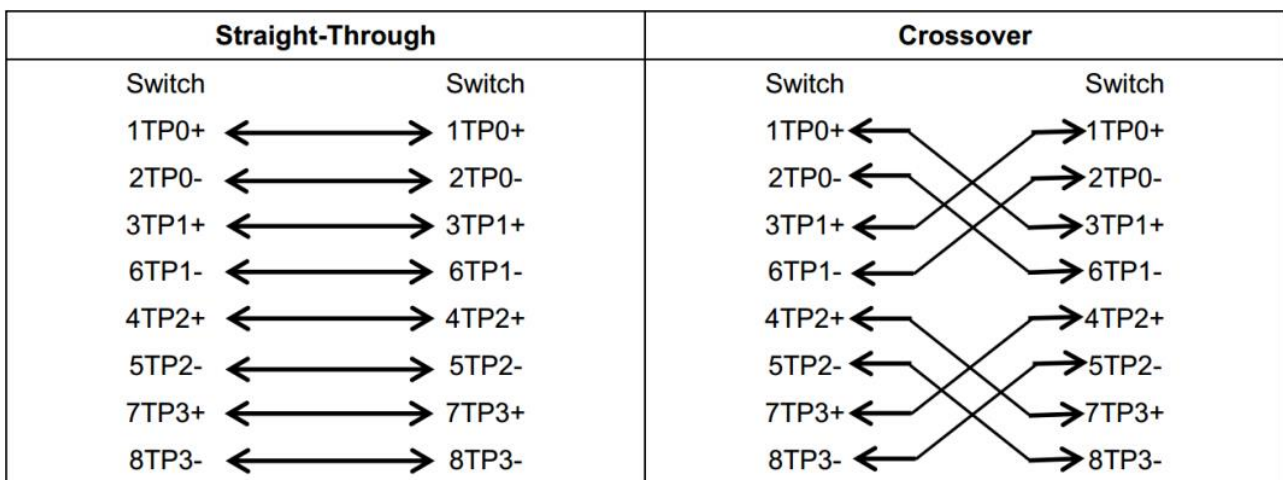 Straight-Through Crossover
Switch Switch Switch Switch
1TP0+ 1TP0+ 1TP0+ 1TP0+
2TP0- 2TP0- 2TP0- 2TP0-
3TP1+ 3TP1+ 3TP1+ 3TP1+
6TP1- 6TP1- 6TP1- 6TP1-
4TP2+ 4TP2+ 4TP2+ 4TP2+
5TP2- 5TP2- 5TP2- 5TP2-
7TP3+ 7TP3+ 7TP3+ 7TP3+
8TP3- 8TP3- 8TP3- 8TP3-